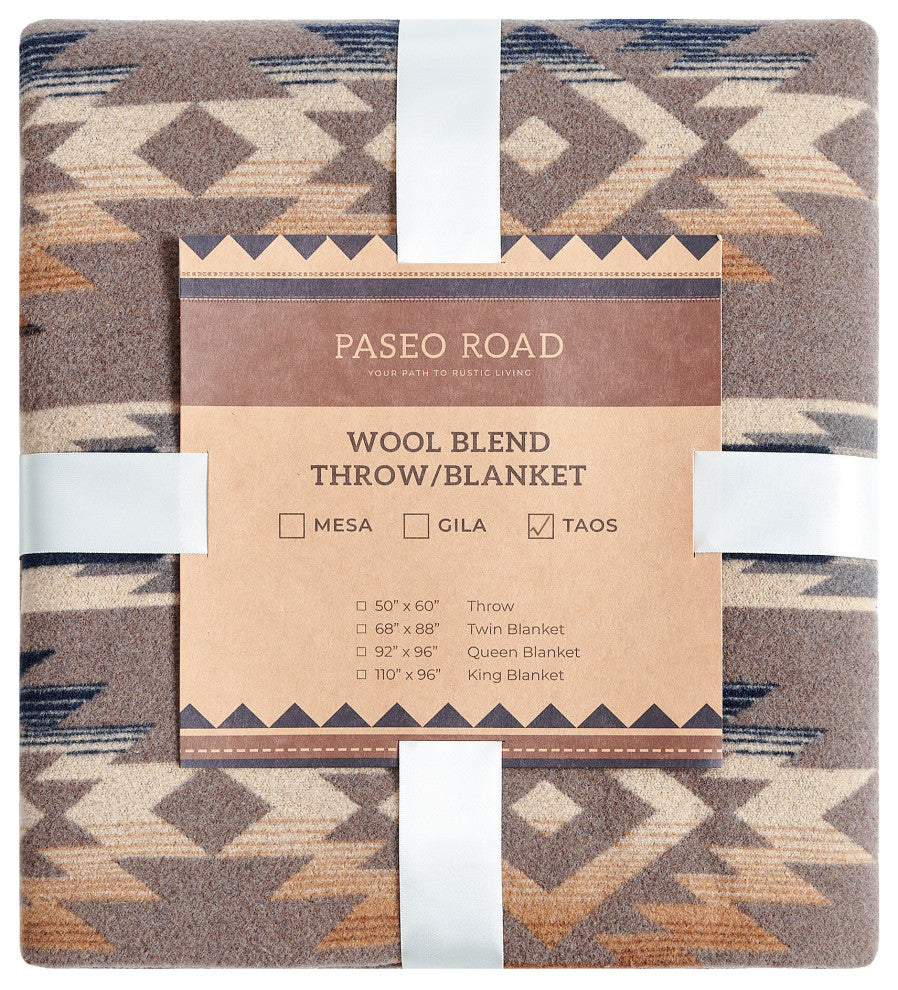 PASEO ROAD
YOUR PATH TO RUSTIC LIVING
WOOL BLEND
THROW/BLANKET
☐ MESA ☐ GILA ☑ TAOS
☐ 50” x 60” Throw
☐ 68” x 88” Twin Blanket
☐ 92” x 96” Queen Blanket
☐ 110” x 96” King Blanket